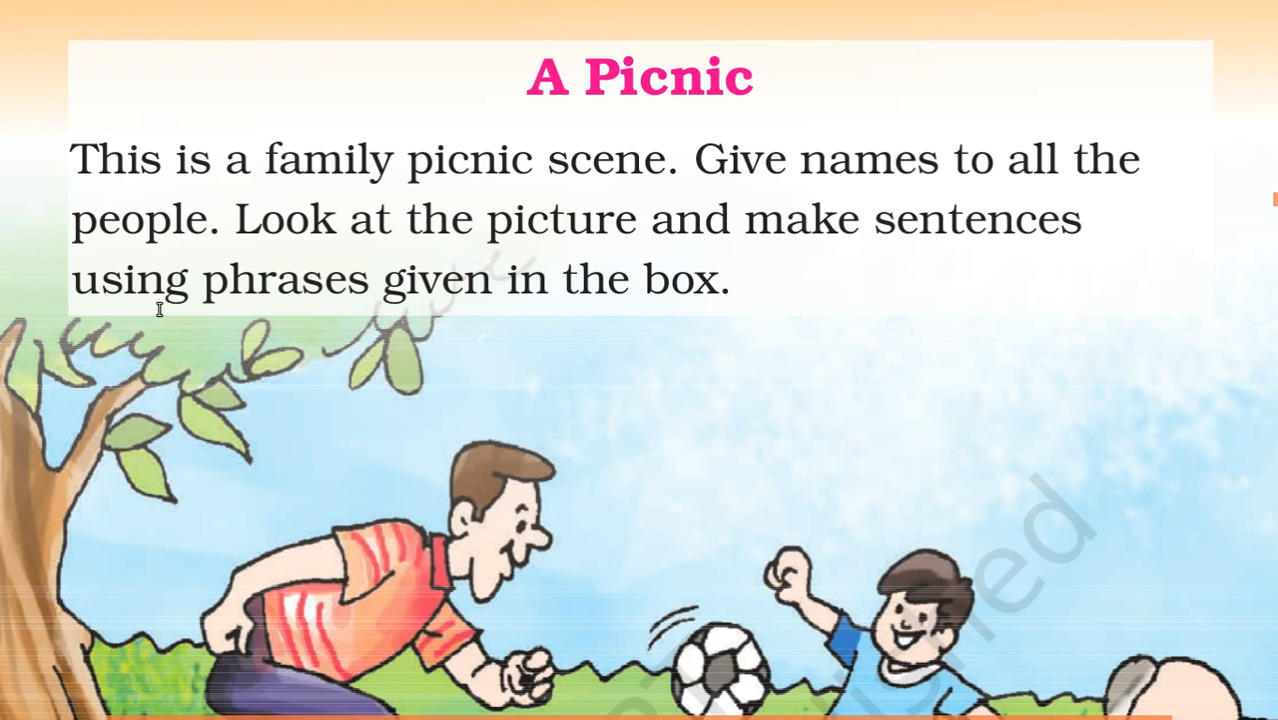 A Picnic
This is a family picnic scene. Give names to all the
people. Look at the picture and make sentences
using phrases given in the box.